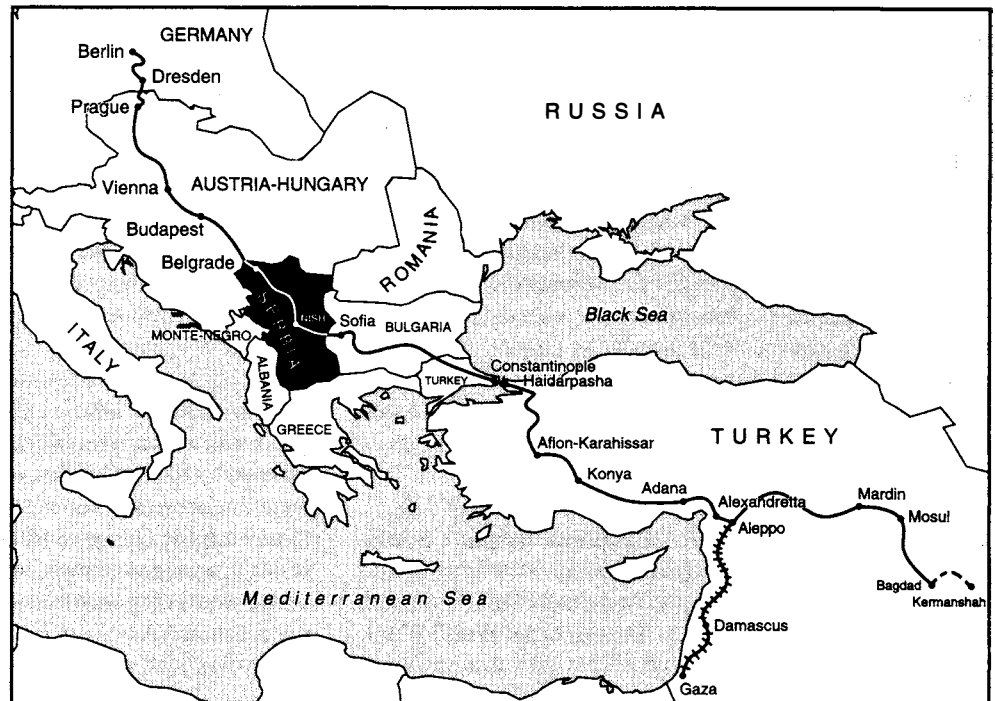 GERMANY
Berlin
Dresden
Prague
RUSSIA
Vienna
AUSTRIA-HUNGARY
Budapest
ROMANIA
Belgrade
SERBIA
NISH
Sofia
BULGARIA
Black Sea
ITALY
MONTE-NEGRO
ALBANIA
Constantinople
Haidarpasha
TURKEY
GREECE
Afion-Karahissar
TURKEY
Konya
Adana
Alexandretta
Aleppo
Mardin
Mosul
Bagdad
Kermanshah
Mediterranean Sea
Damascus
Gaza